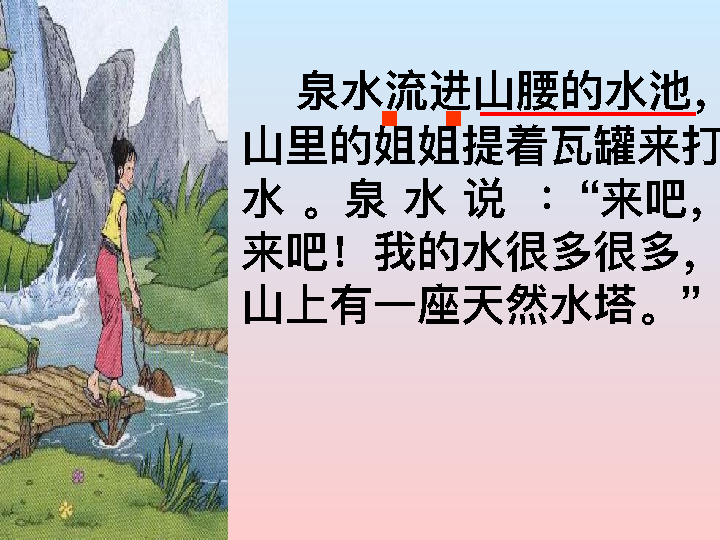 泉水流进山腰的水池，
山里的姐姐提着瓦罐来打
水。泉水说：“来吧，
来吧！我的水很多很多，
山上有一座天然水塔。”